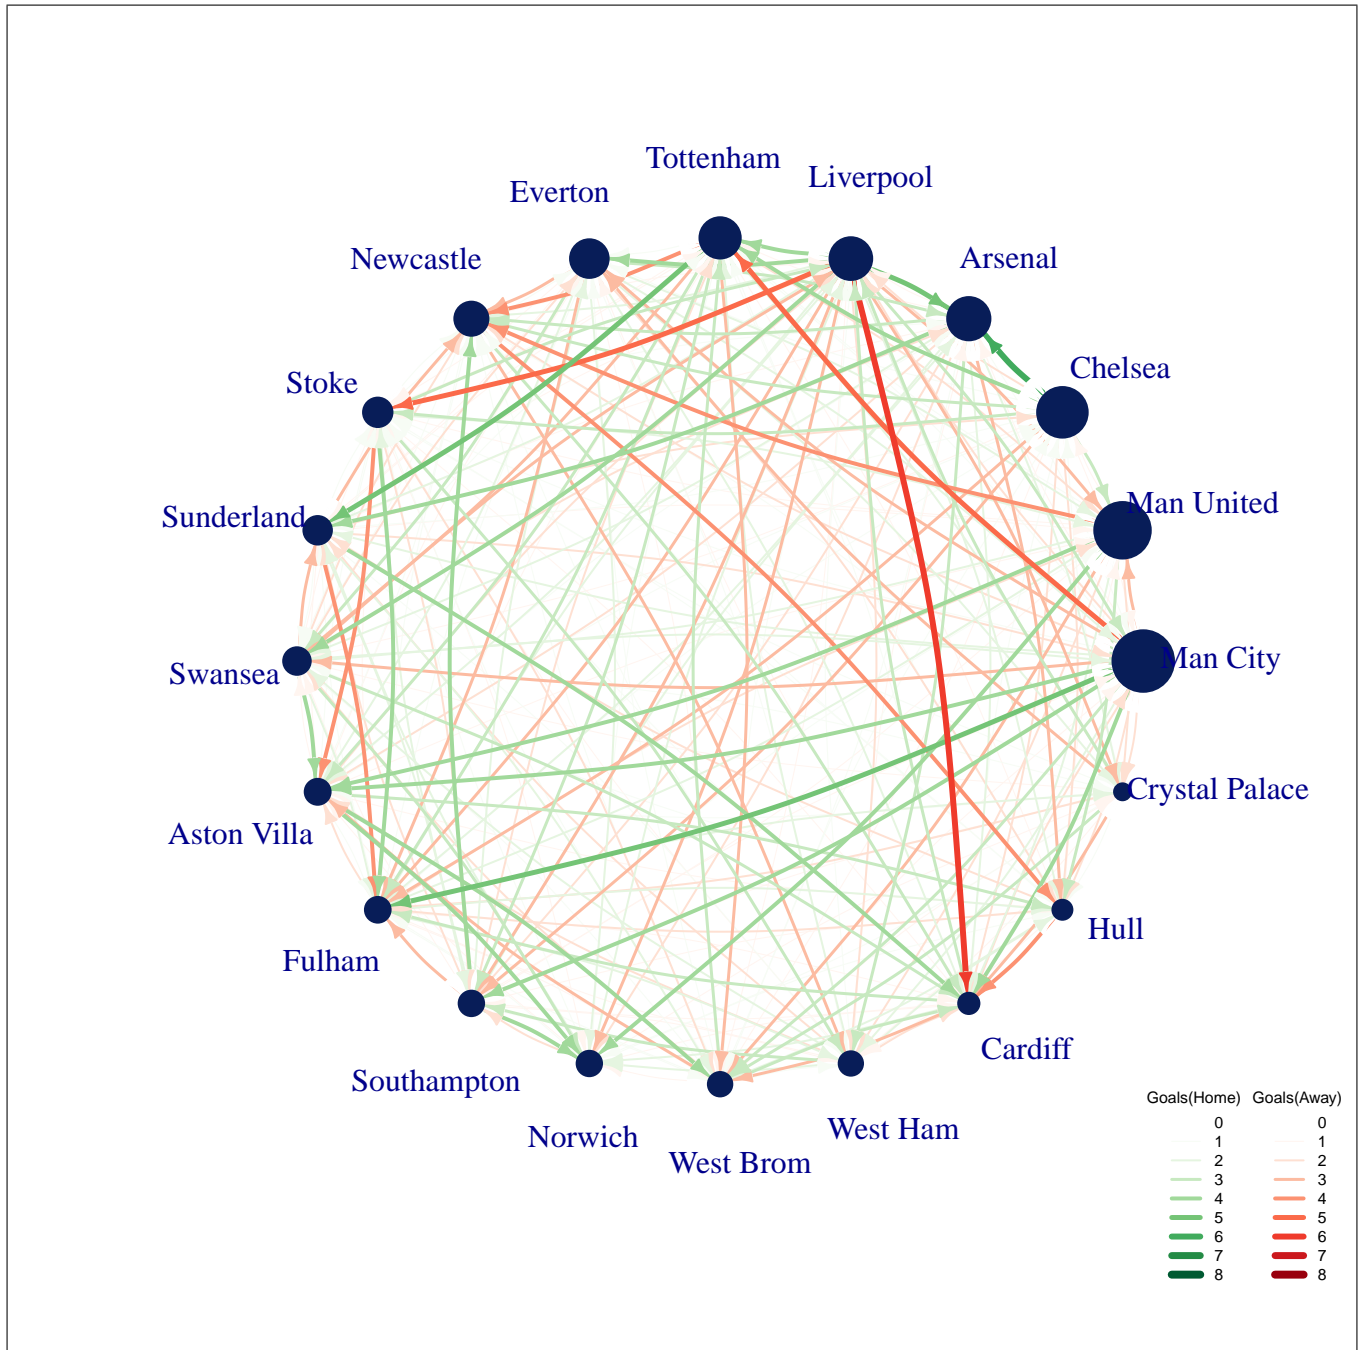 Tottenham
Liverpool
Everton
Newcastle
Arsenal
Chelsea
Stoke
Man United
Sunderland
Man City
Swansea
Crystal Palace
Aston Villa
Hull
Fulham
Cardiff
Southampton
West Ham
Norwich
West Brom
Goals(Home) Goals(Away)
0 0
1 1
2 2
3 3
4 4
5 5
6 6
7 7
8 8